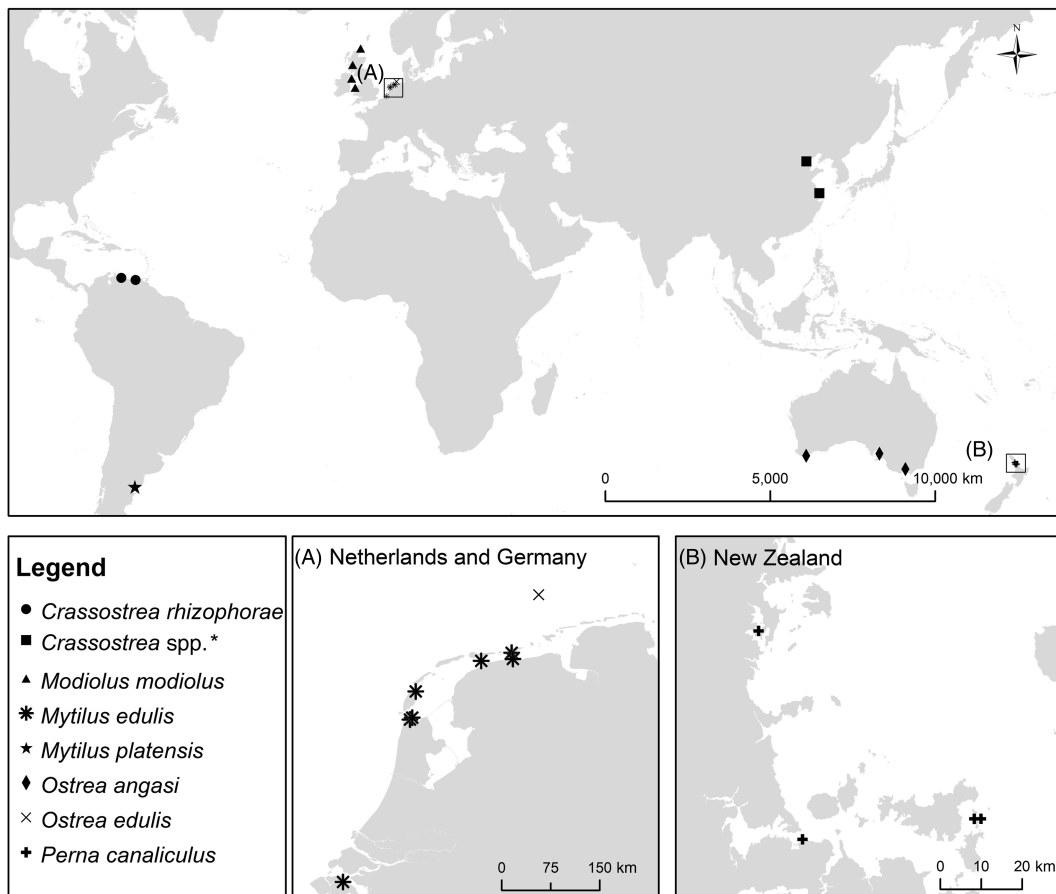 N
(A)
(B)
0 5,000 10,000 km
Legend
Crassostrea rhizophorae
Crassostrea spp.*
Modiolus modiolus
Mytilus edulis
Mytilus platensis
Ostrea angasi
Ostrea edulis
Perna canaliculus
(A) Netherlands and Germany
0 75 150 km
(B) New Zealand
0 10 20 km